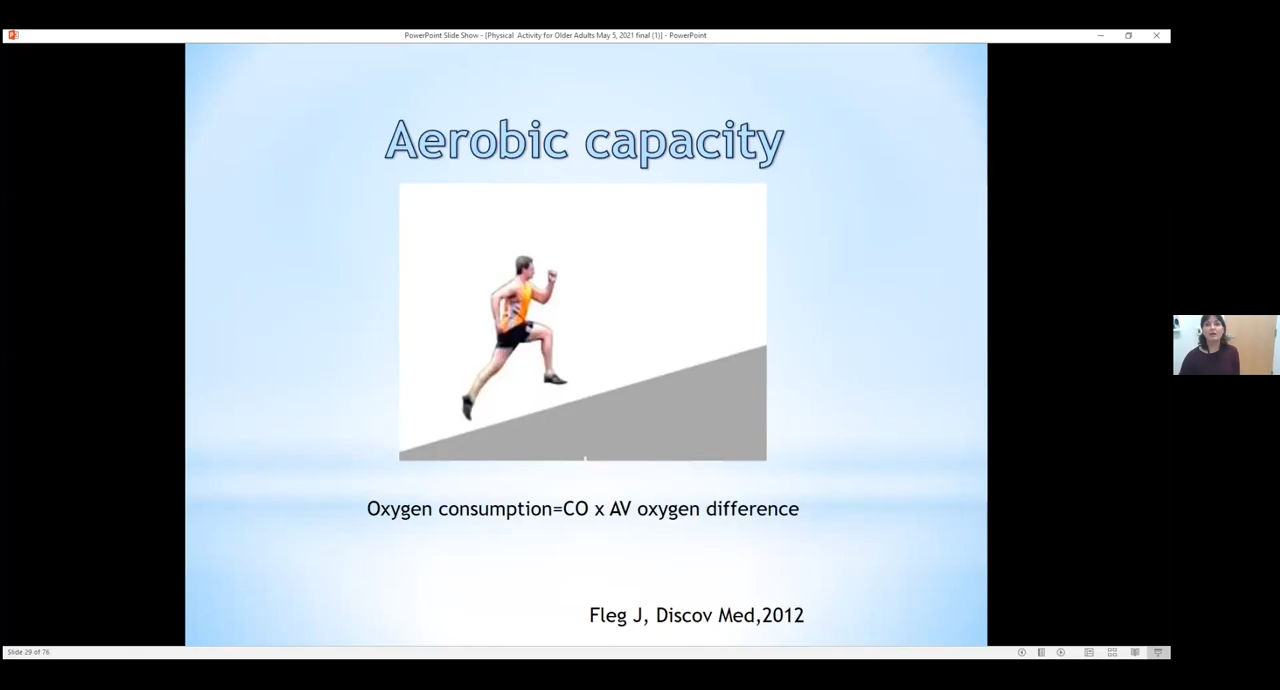 PowerPoint Slide Show - [Physical Activity for Older Adults May 5, 2021 final (1)] - PowerPoint
Aerobic capacity
Oxygen consumption=CO x AV oxygen difference
Fleg J, Discov Med,2012
Slide 29 of 76